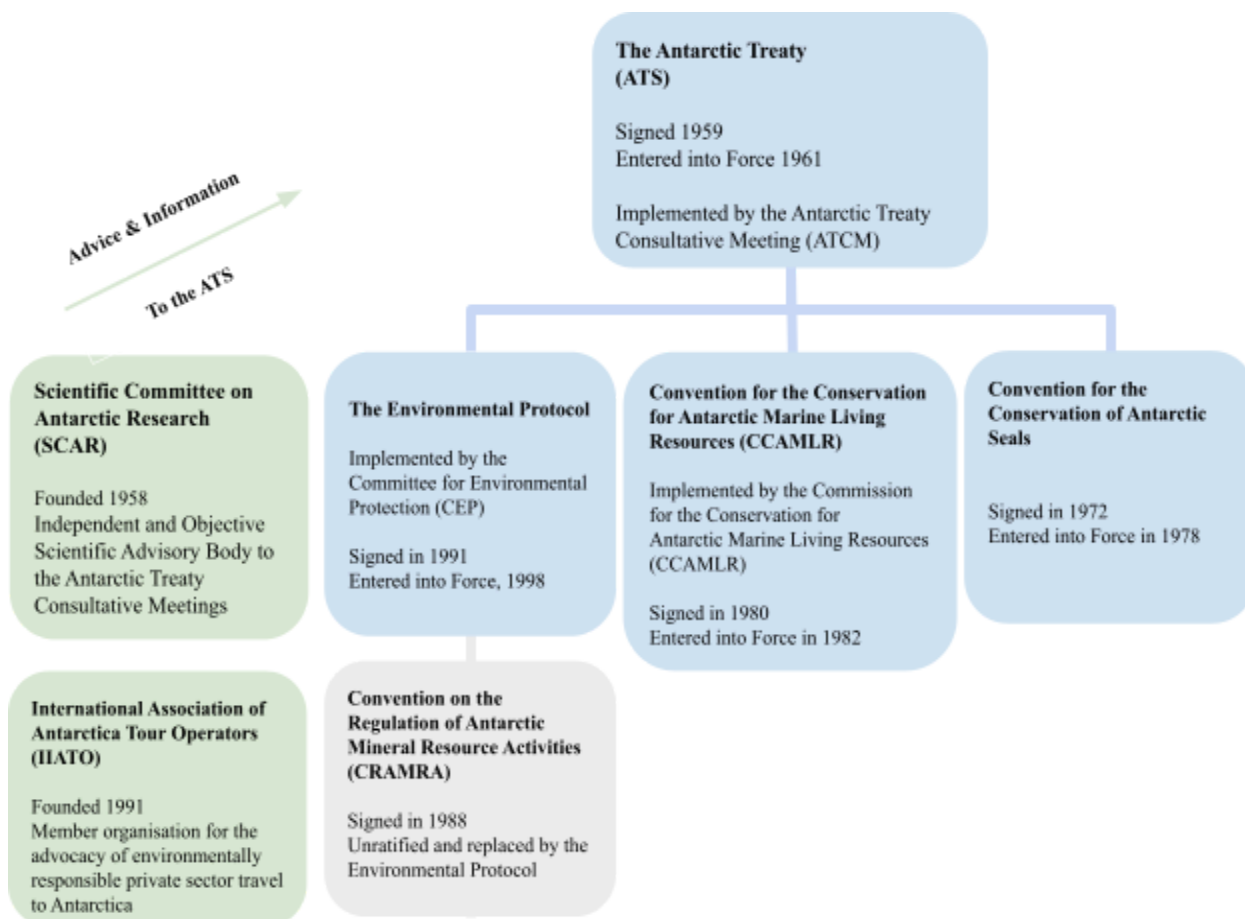 The Antarctic Treaty
(ATS)
Signed 1959
Entered into Force 1961
Implemented by the Antarctic Treaty
Consultative Meeting (ATCM)
Advice & Information
To the ATS
Scientific Committee on
Antarctic Research
(SCAR)
Founded 1958
Independent and Objective
Scientific Advisory Body to
the Antarctic Treaty
Consultative Meetings
The Environmental Protocol
Implemented by the
Committee for Environmental
Protection (CEP)
Signed in 1991
Entered into Force, 1998
Convention for the Conservation
for Antarctic Marine Living
Resources (CCAMLR)
Implemented by the Commission
for the Conservation for
Antarctic Marine Living Resources
(CCAMLR)
Signed in 1980
Entered into Force in 1982
Convention for the
Conservation of Antarctic
Seals
Signed in 1972
Entered into Force in 1978
International Association of
Antarctica Tour Operators
(IIATO)
Founded 1991
Member organisation for the
advocacy of environmentally
responsible private sector travel
to Antarctica
Convention on the
Regulation of Antarctic
Mineral Resource Activities
(CRAMRA)
Signed in 1988
Unratified and replaced by the
Environmental Protocol